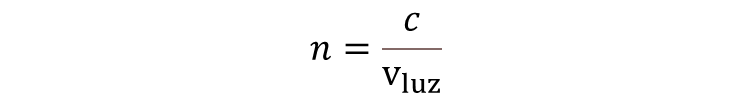 n = c / v_luz